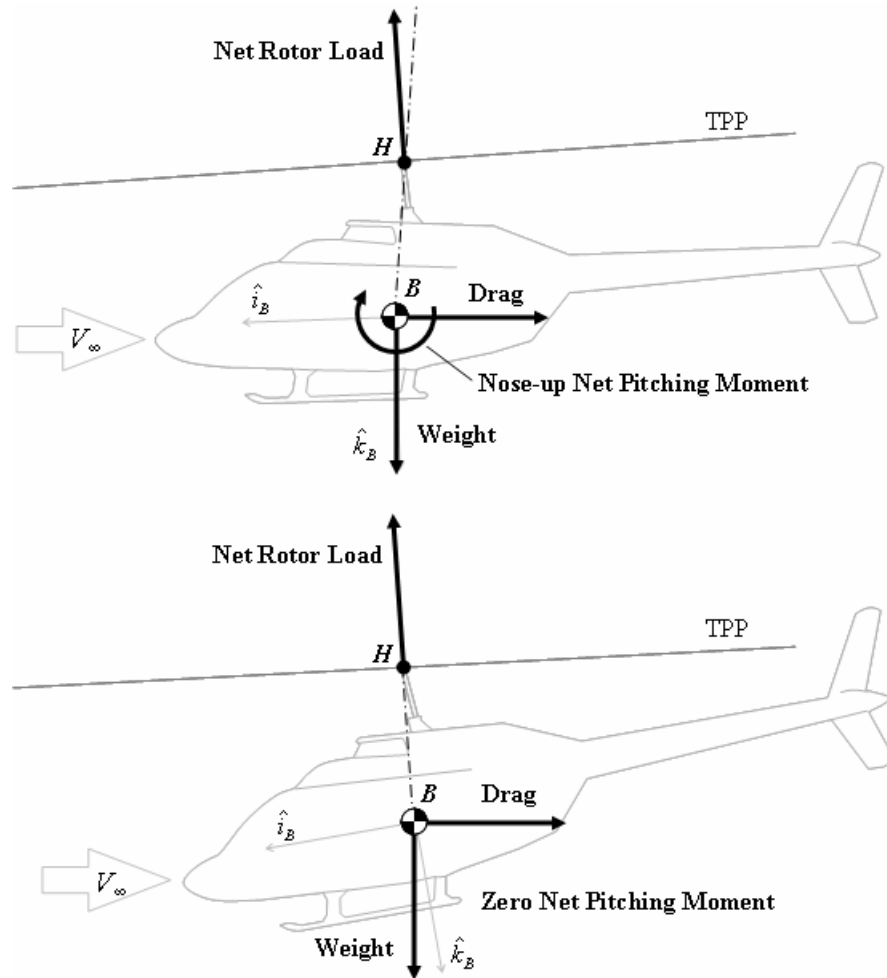 Net Rotor Load
TPP
H
B
Drag
î_B
V_∞
Nose-up Net Pitching Moment
Weight
k̂_B
Net Rotor Load
TPP
H
B
Drag
î_B
V_∞
Zero Net Pitching Moment
Weight
k̂_B